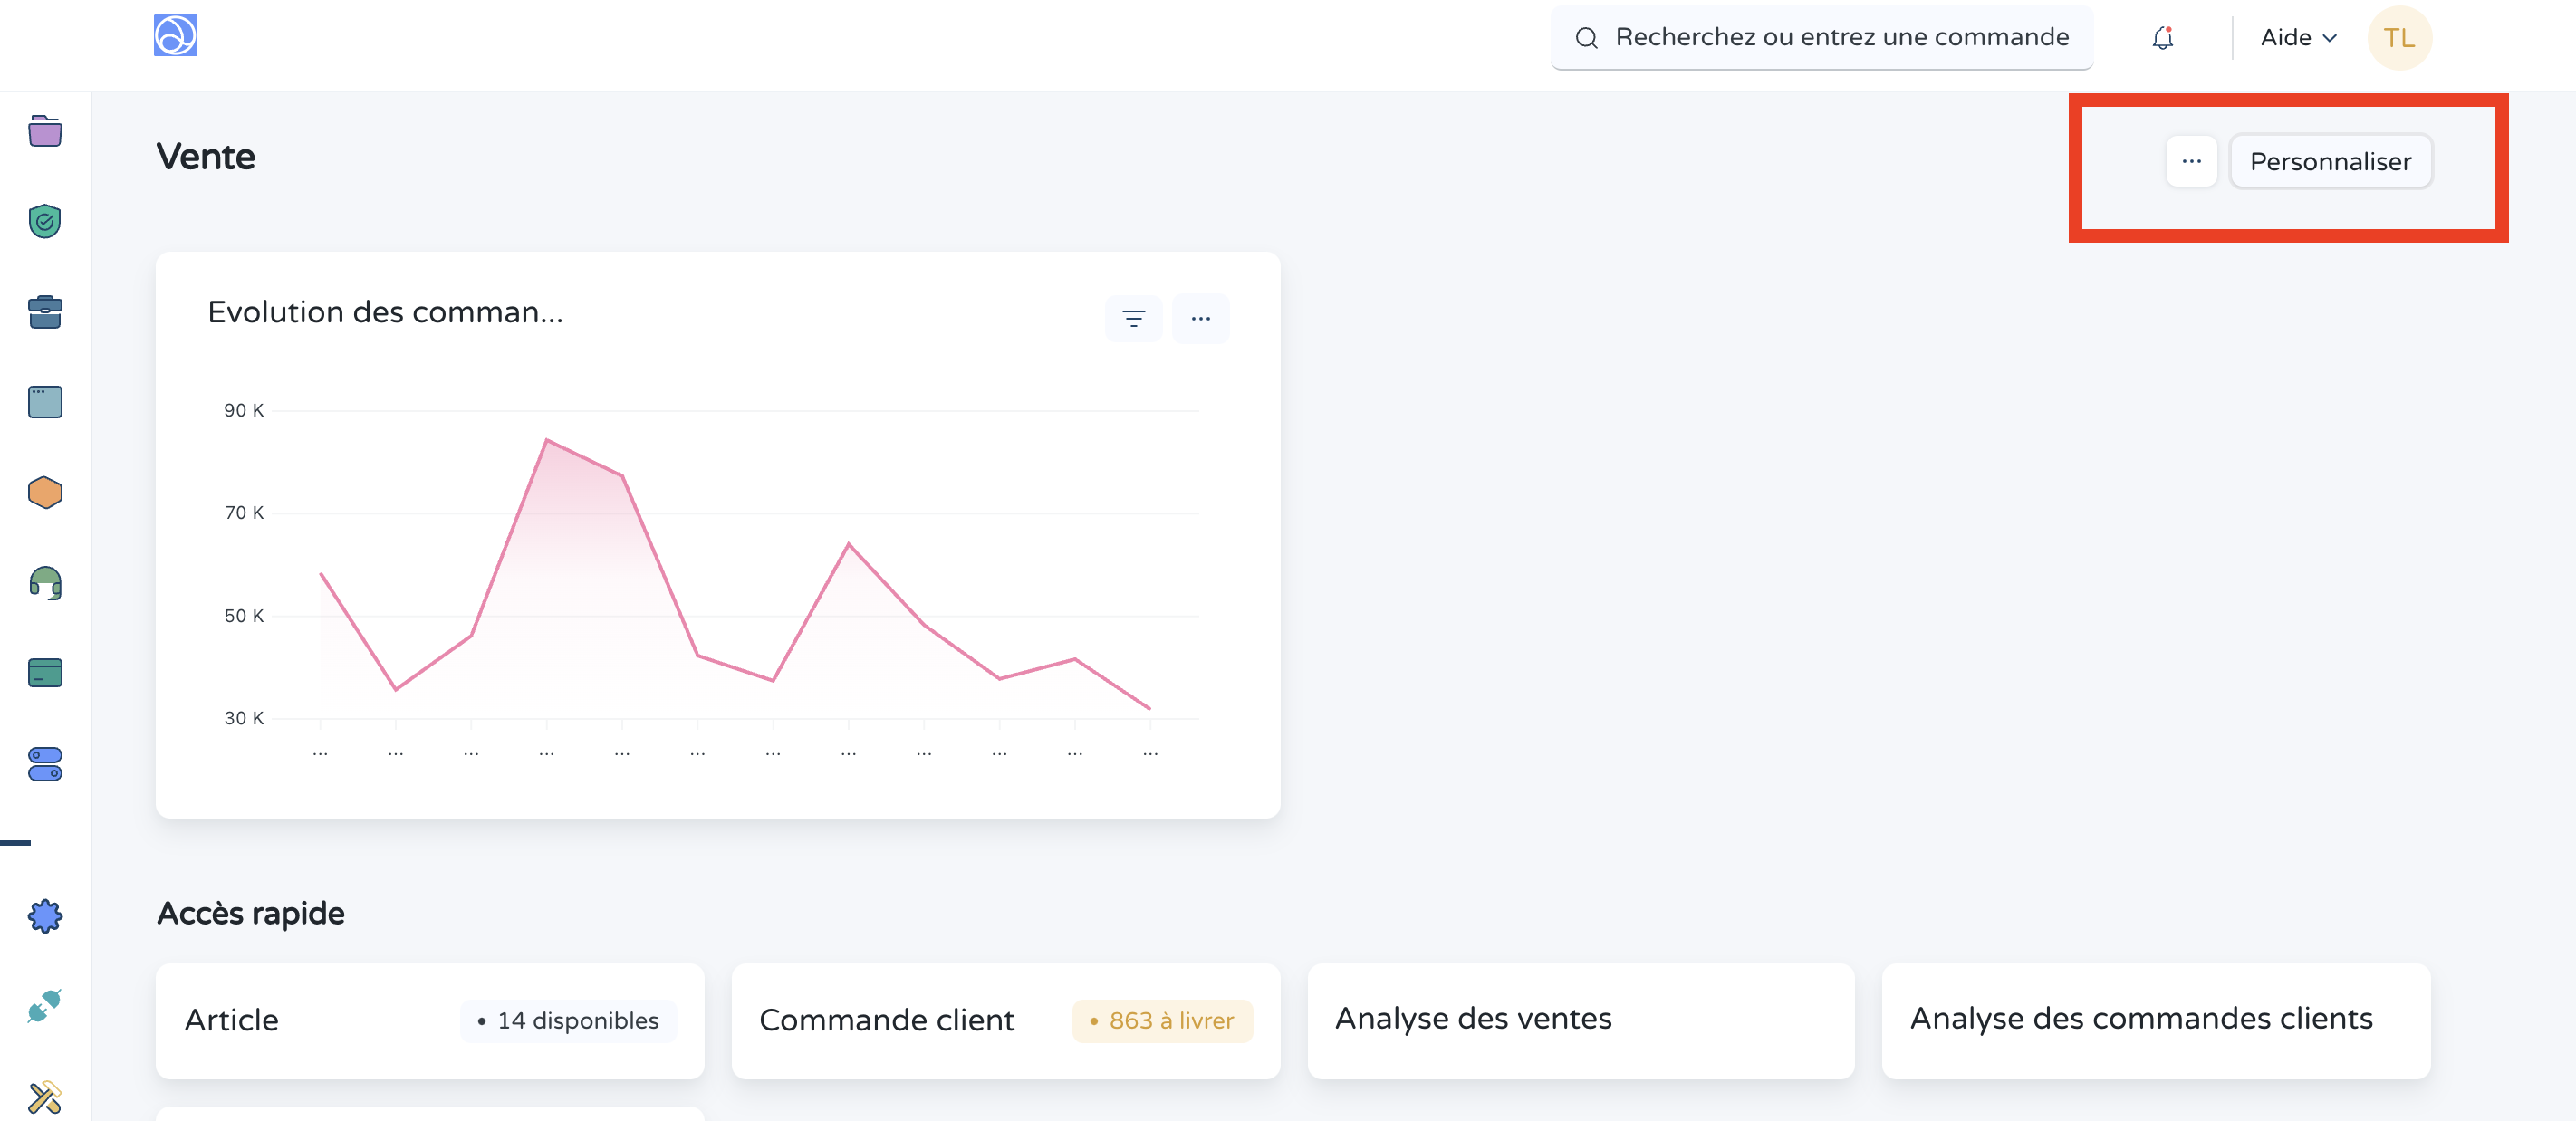 Recherchez ou entrez une commande
Aide
TL
Vente
...
Personnaliser
Evolution des comman...
...
90 K
70 K
50 K
30 K
... ... ... ... ... ... ... ... ... ... ... ...
Accès rapide
Article
• 14 disponibles
Commande client
• 863 à livrer
Analyse des ventes
Analyse des commandes clients